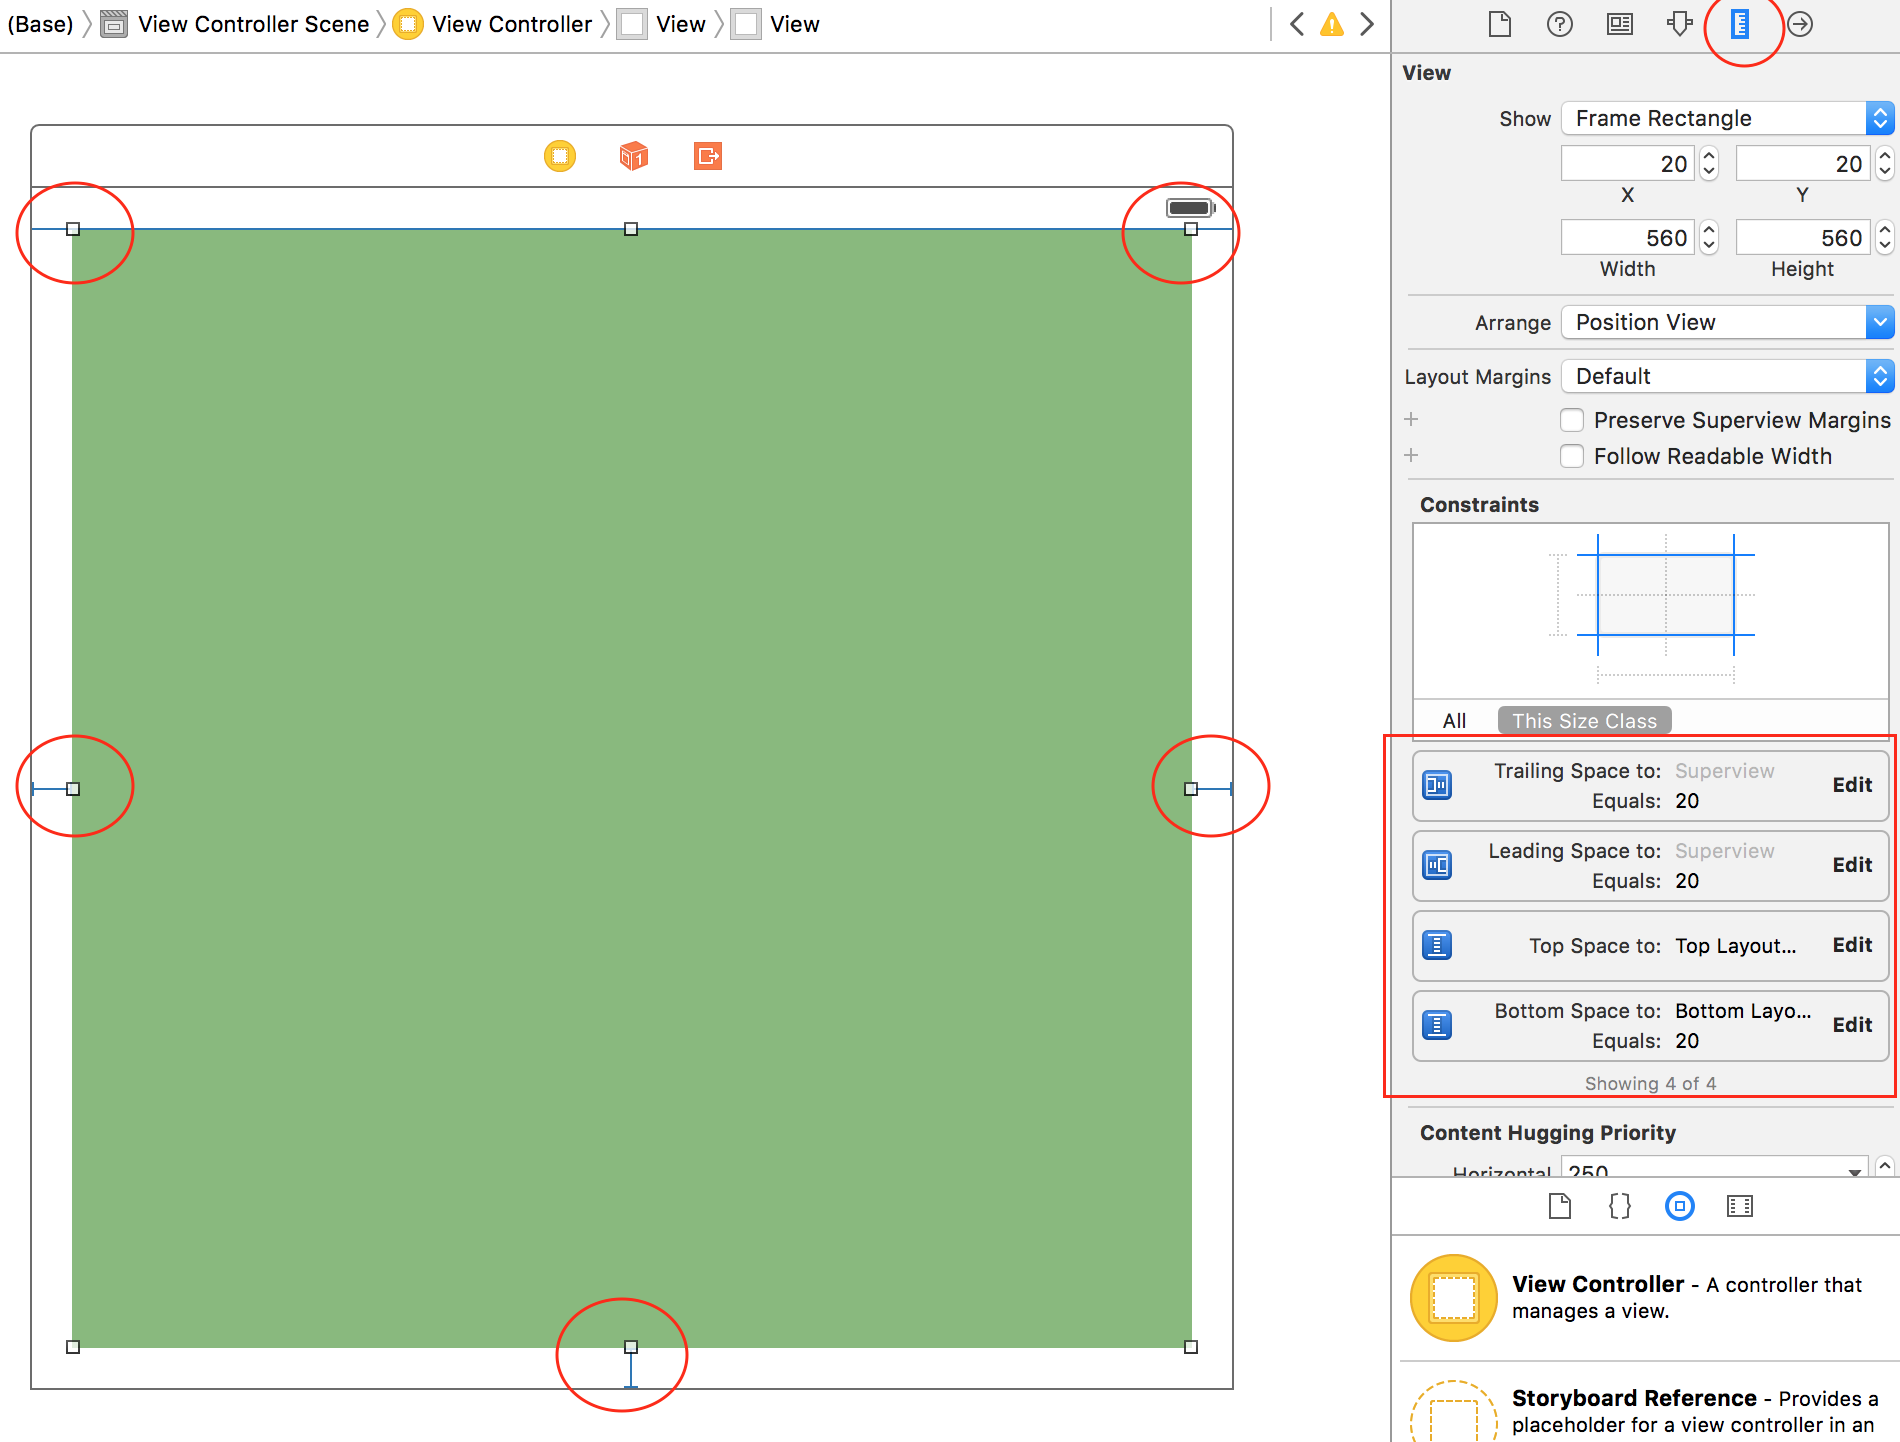 (Base) View Controller Scene View Controller View View
View
Show Frame Rectangle
20 20
X Y
560 560
Width Height
Arrange Position View
Layout Margins Default
Preserve Superview Margins
Follow Readable Width
Constraints
All This Size Class
Trailing Space to: Superview Edit
Equals: 20
Leading Space to: Superview Edit
Equals: 20
Top Space to: Top Layout... Edit
Bottom Space to: Bottom Layo... Edit
Equals: 20
Showing 4 of 4
Content Hugging Priority
Horizontal 250
View Controller - A controller that
manages a view.
Storyboard Reference - Provides a
placeholder for a view controller in an